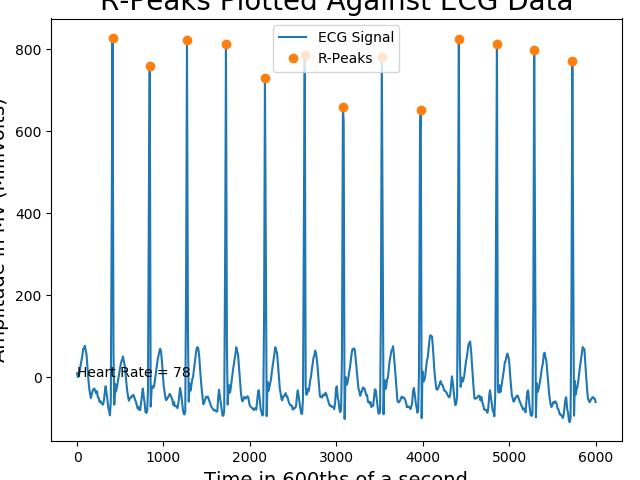 R-Peaks Plotted Against ECG Data
ECG Signal
R-Peaks
800
600
400
200
0
Amplitude in MV (MilliVolts)
Heart Rate = 78
0 1000 2000 3000 4000 5000 6000
Time in 600ths of a second